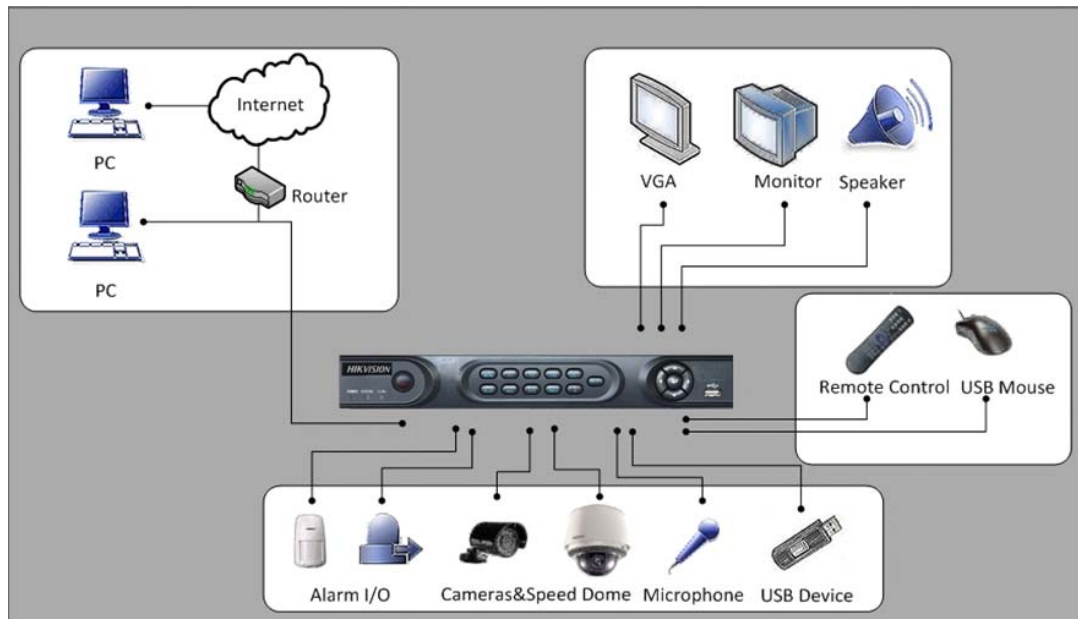 Internet
PC
Router
PC
VGA
Monitor
Speaker
HIKVISION
Remote Control
USB Mouse
Alarm I/O
Cameras&Speed Dome
Microphone
USB Device